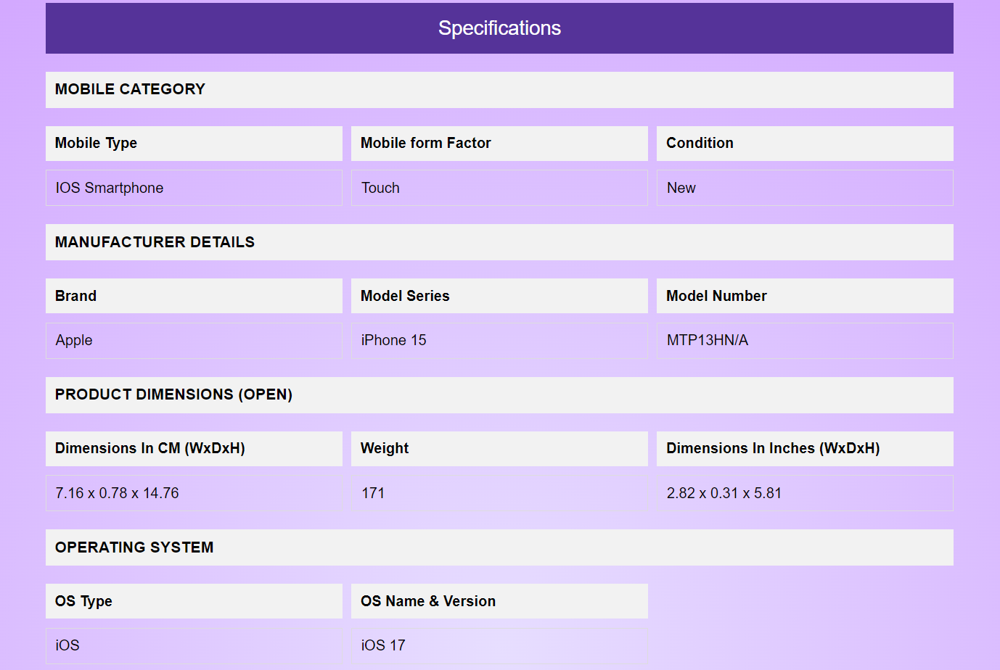 Specifications
MOBILE CATEGORY
Mobile Type Mobile form Factor Condition
IOS Smartphone Touch New
MANUFACTURER DETAILS
Brand Model Series Model Number
Apple iPhone 15 MTP13HN/A
PRODUCT DIMENSIONS (OPEN)
Dimensions In CM (WxDxH) Weight Dimensions In Inches (WxDxH)
7.16 x 0.78 x 14.76 171 2.82 x 0.31 x 5.81
OPERATING SYSTEM
OS Type OS Name & Version
iOS iOS 17